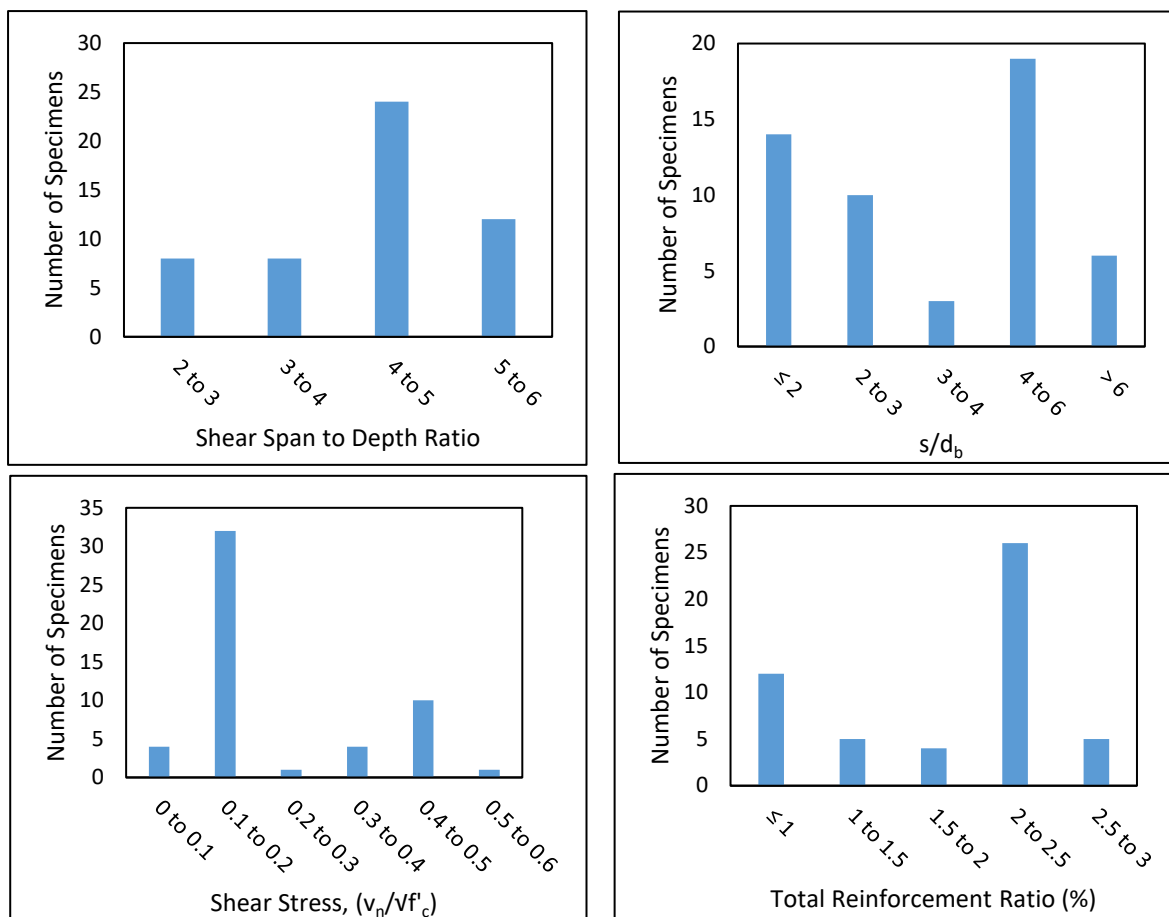 Number of Specimens
30
25
20
15
10
5
0
2 to 3
3 to 4
4 to 5
5 to 6
Shear Span to Depth Ratio
Number of Specimens
20
15
10
5
0
≤ 2
2 to 3
3 to 4
4 to 6
> 6
s/d_b
Number of Specimens
35
30
25
20
15
10
5
0
0 to 0.1
0.1 to 0.2
0.2 to 0.3
0.3 to 0.4
0.4 to 0.5
0.5 to 0.6
Shear Stress, (v_n/√f'_c)
Number of Specimens
30
25
20
15
10
5
0
≤ 1
1 to 1.5
1.5 to 2
2 to 2.5
2.5 to 3
Total Reinforcement Ratio (%)